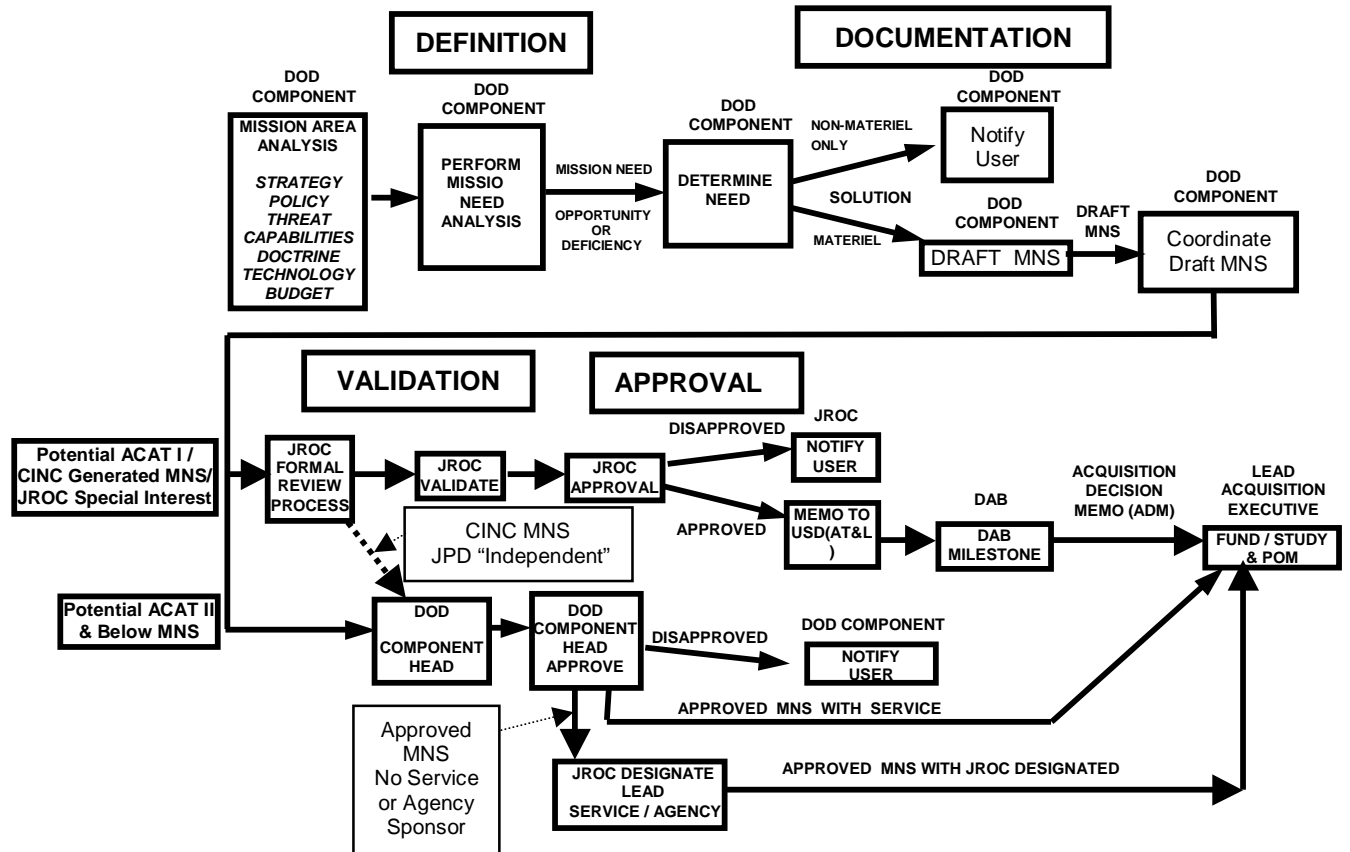 DEFINITION
DOCUMENTATION
DOD
COMPONENT
MISSION AREA
ANALYSIS
STRATEGY
POLICY
THREAT
CAPABILITIES
DOCTRINE
TECHNOLOGY
BUDGET
DOD
COMPONENT
PERFORM
MISSIO
NEED
ANALYSIS
MISSION NEED
OPPORTUNITY
OR
DEFICIENCY
DOD
COMPONENT
DETERMINE
NEED
NON-MATERIEL
ONLY
SOLUTION
MATERIEL
DOD
COMPONENT
Notify
User
DOD
COMPONENT
DRAFT MNS
DRAFT
MNS
DOD
COMPONENT
Coordinate
Draft MNS
VALIDATION
APPROVAL
Potential ACAT I /
CINC Generated MNS/
JROC Special Interest
JROC
FORMAL
REVIEW
PROCESS
JROC
VALIDATE
JROC
APPROVAL
DISAPPROVED
JROC
NOTIFY
USER
APPROVED
MEMO TO
USD(AT&L
)
DAB
DAB
MILESTONE
ACQUISITION
DECISION
MEMO (ADM)
LEAD
ACQUISITION
EXECUTIVE
FUND / STUDY
& POM
CINC MNS
JPD “Independent”
Potential ACAT II
& Below MNS
DOD
COMPONENT
HEAD
DOD
COMPONENT
HEAD
APPROVE
DISAPPROVED
DOD COMPONENT
NOTIFY
USER
APPROVED MNS WITH SERVICE
Approved
MNS
No Service
or Agency
Sponsor
JROC DESIGNATE
LEAD
SERVICE / AGENCY
APPROVED MNS WITH JROC DESIGNATED